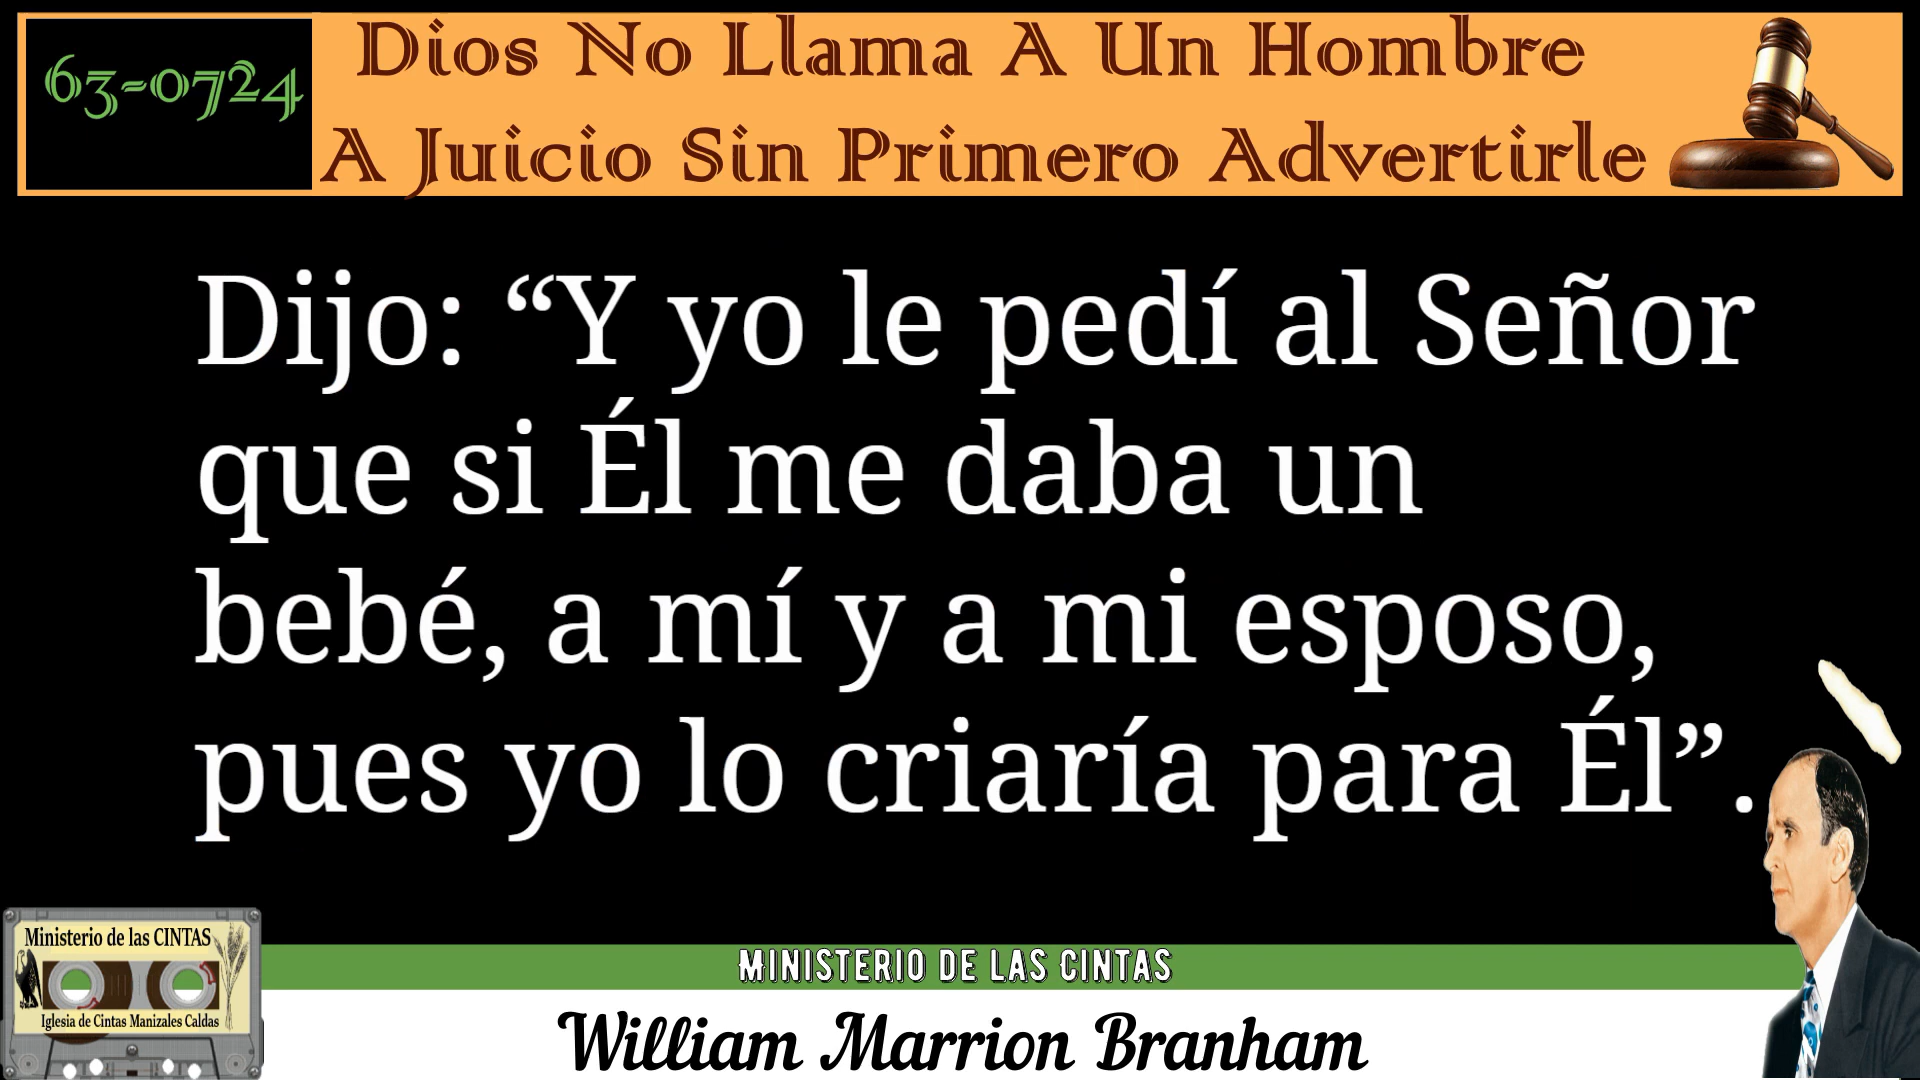 63-0724
Dios No Llama A Un Hombre
A Juicio Sin Primero Advertirle
Dijo: “Y yo le pedí al Señor
que si Él me daba un
bebé, a mí y a mi esposo,
pues yo lo criaría para Él”.
Ministerio de las CINTAS
Iglesia de Cintas Manizales Caldas
MINISTERIO DE LAS CINTAS
William Marrion Branham